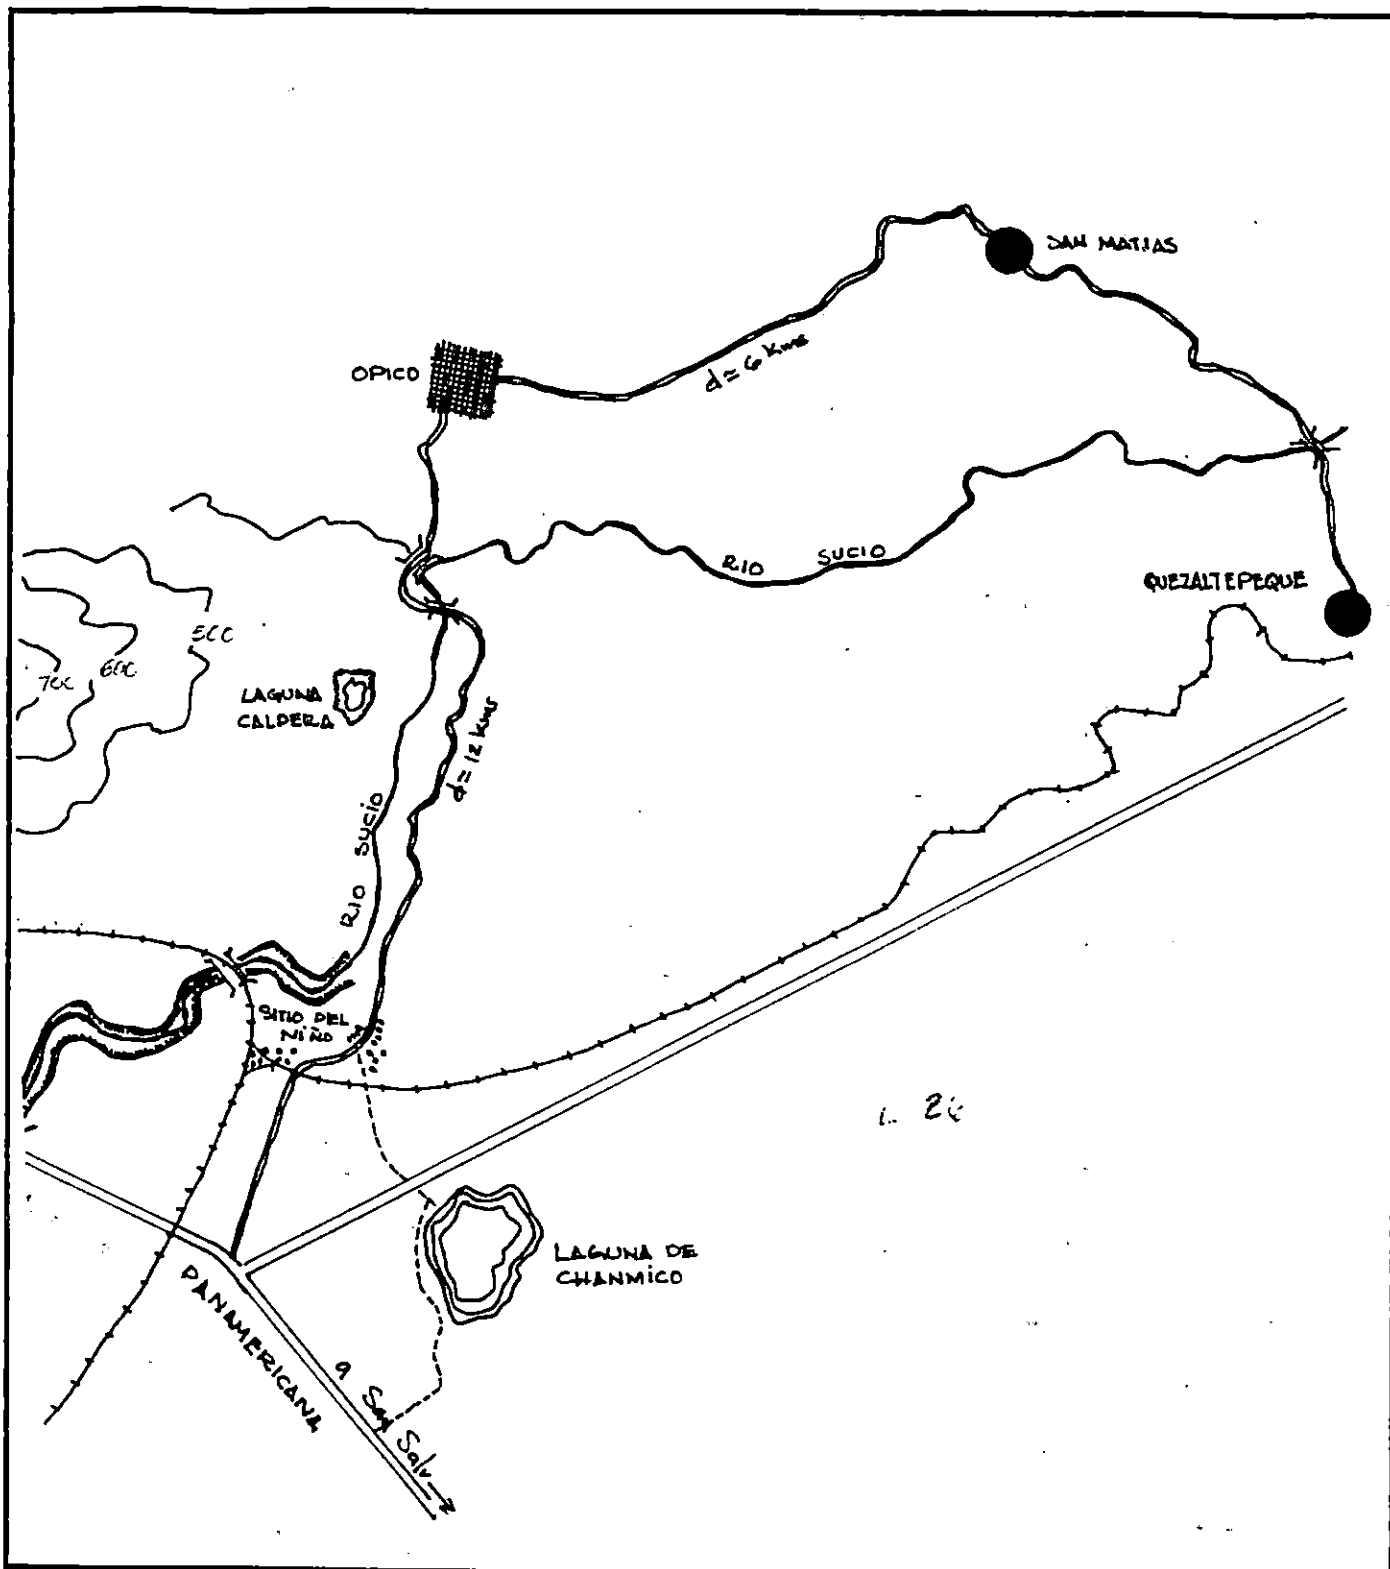 SAN MATIAS
OPICO
d≃6 Kms
RIO SUCIO
QUEZALTEPEQUE
500
600
700
LAGUNA
CALDERA
d=12 kms
RIO SUCIO
SITIO DEL
NIÑO
LAGUNA DE
CHANMICO
PANAMERICANA
a San Salv